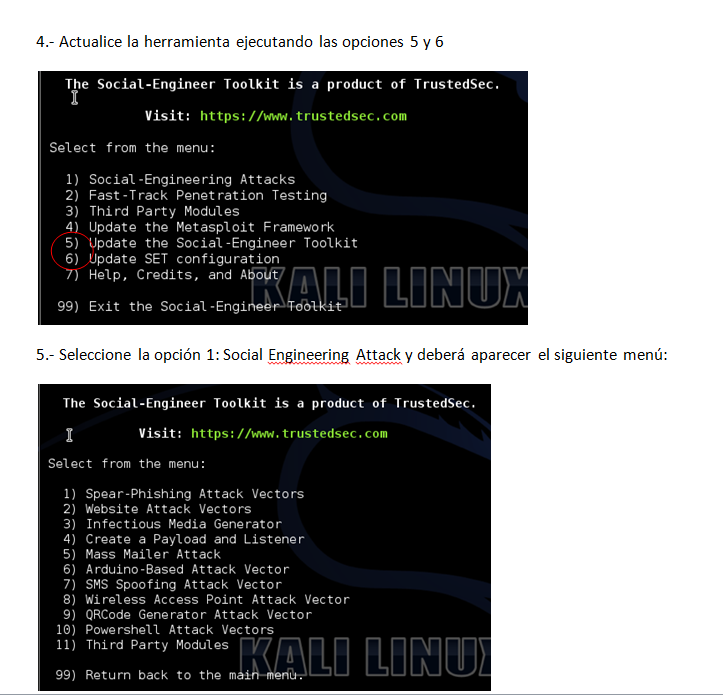 4.- Actualice la herramienta ejecutando las opciones 5 y 6
The Social-Engineer Toolkit is a product of TrustedSec.
Visit: https://www.trustedsec.com
Select from the menu:
1) Social-Engineering Attacks
2) Fast-Track Penetration Testing
3) Third Party Modules
4) Update the Metasploit Framework
5) Update the Social-Engineer Toolkit
6) Update SET configuration
7) Help, Credits, and About
KALI LINUX
99) Exit the Social-Engineer Toolkit
5.- Seleccione la opción 1: Social Engineering Attack y deberá aparecer el siguiente menú:
The Social-Engineer Toolkit is a product of TrustedSec.
Visit: https://www.trustedsec.com
Select from the menu:
1) Spear-Phishing Attack Vectors
2) Website Attack Vectors
3) Infectious Media Generator
4) Create a Payload and Listener
5) Mass Mailer Attack
6) Arduino-Based Attack Vector
7) SMS Spoofing Attack Vector
8) Wireless Access Point Attack Vector
9) QRCode Generator Attack Vector
10) Powershell Attack Vectors
11) Third Party Modules
KALI LINUX
99) Return back to the main menu.